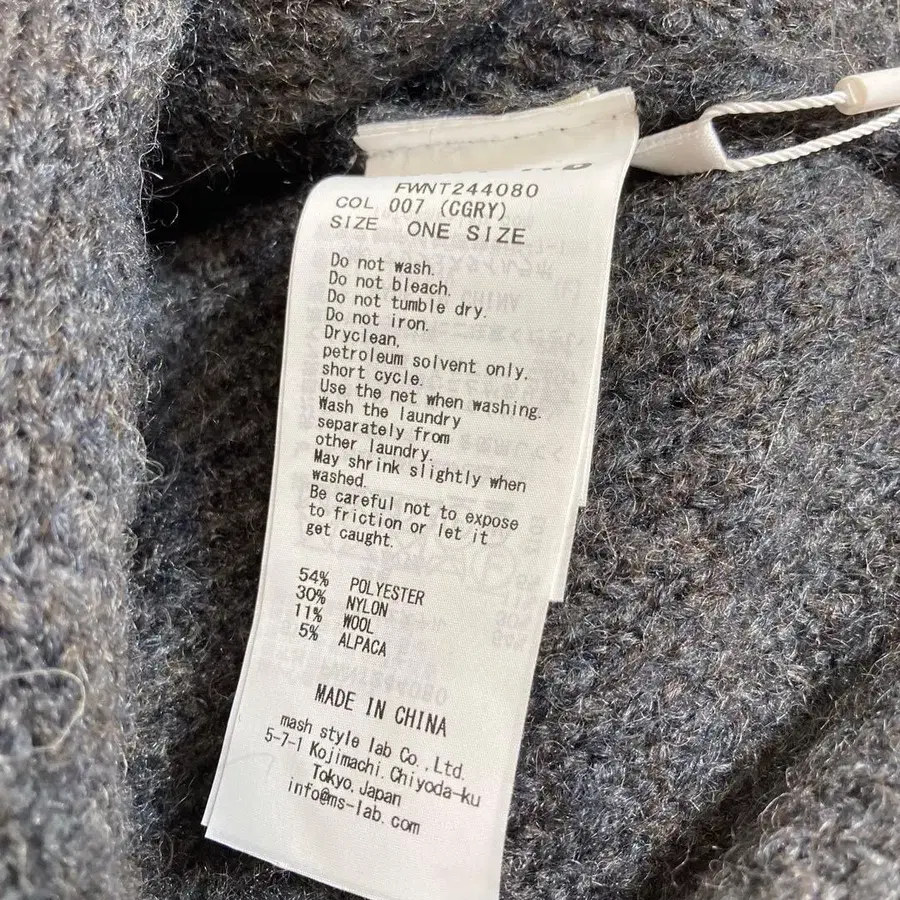 FWNT244080
COL 007 (CGRY)
SIZE ONE SIZE
Do not wash.
Do not bleach.
Do not tumble dry.
Do not iron.
Dryclean,
petroleum solvent only.
short cycle.
Use the net when washing.
Wash the laundry
separately from
other laundry.
May shrink slightly when
washed.
Be careful not to expose
to friction or let it
get caught.
54% POLYESTER
30% NYLON
11% WOOL
5% ALPACA
MADE IN CHINA
mash style lab Co.,Ltd.
5-7-1 Kojimachi.Chiyoda-ku
Tokyo,Japan
info@ms-lab.com